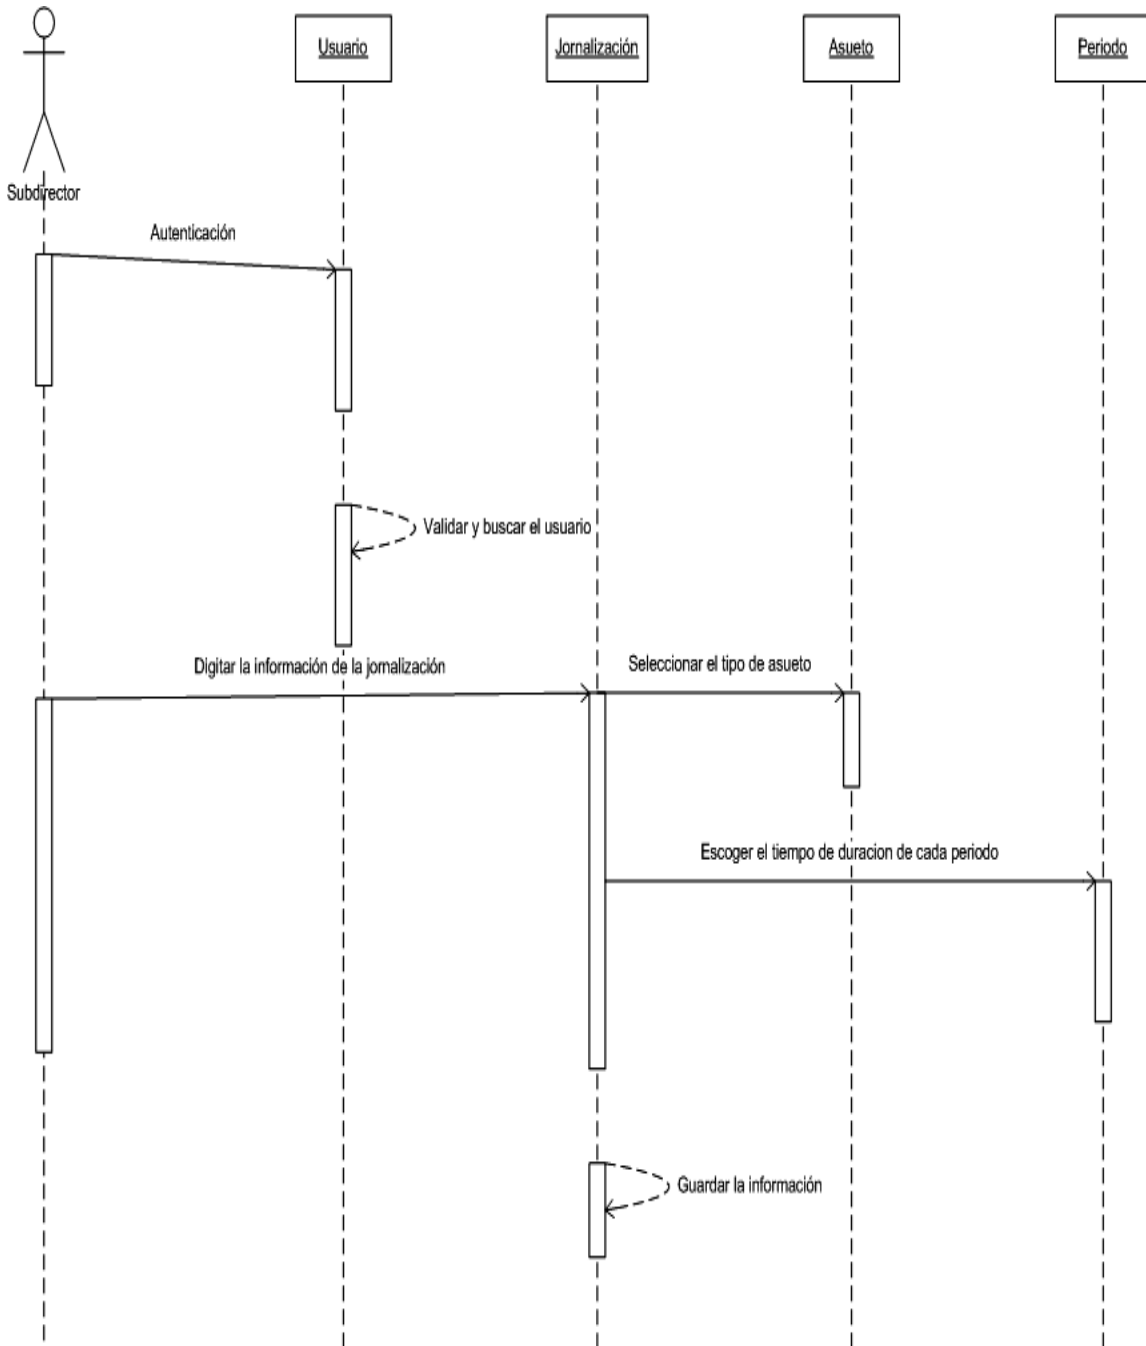 Usuario
Jornalización
Asueto
Periodo
Subdirector
Autenticación
Validar y buscar el usuario
Digitar la información de la jornalización
Seleccionar el tipo de asueto
Escoger el tiempo de duracion de cada periodo
Guardar la información